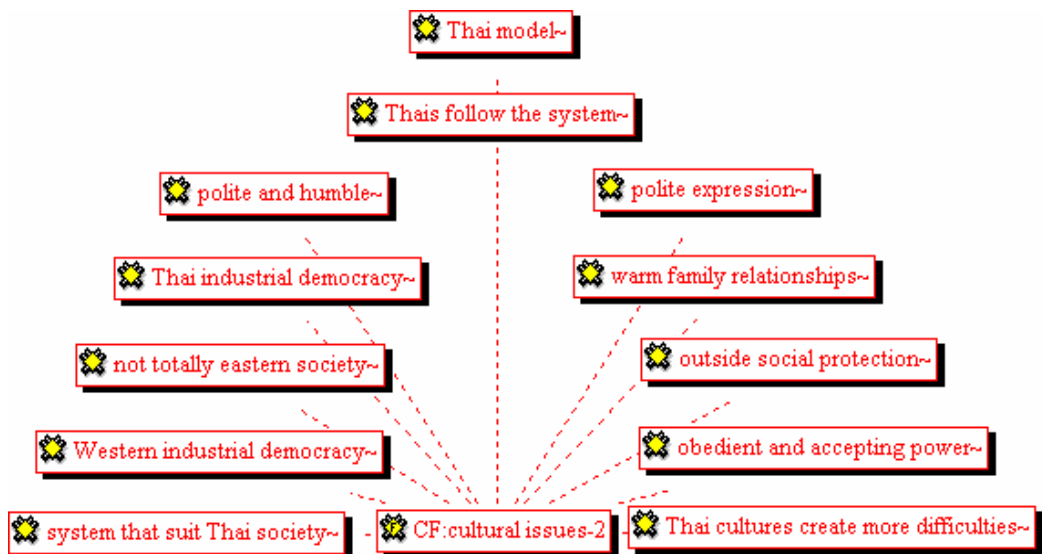 Thai model~
Thais follow the system~
polite and humble~
polite expression~
Thai industrial democracy~
warm family relationships~
not totally eastern society~
outside social protection~
Western industrial democracy~
obedient and accepting power~
system that suit Thai society~
CF:cultural issues-2
Thai cultures create more difficulties~